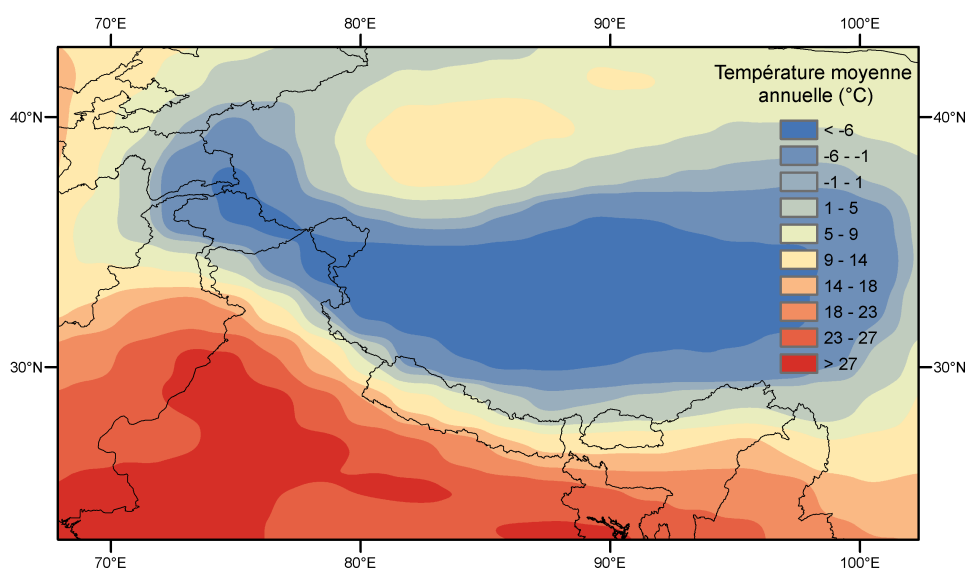 70°E 80°E 90°E 100°E
Température moyenne
annuelle (°C)
40°N 40°N
< -6
-6 - -1
-1 - 1
1 - 5
5 - 9
9 - 14
14 - 18
18 - 23
23 - 27
> 27
30°N 30°N
70°E 80°E 90°E 100°E